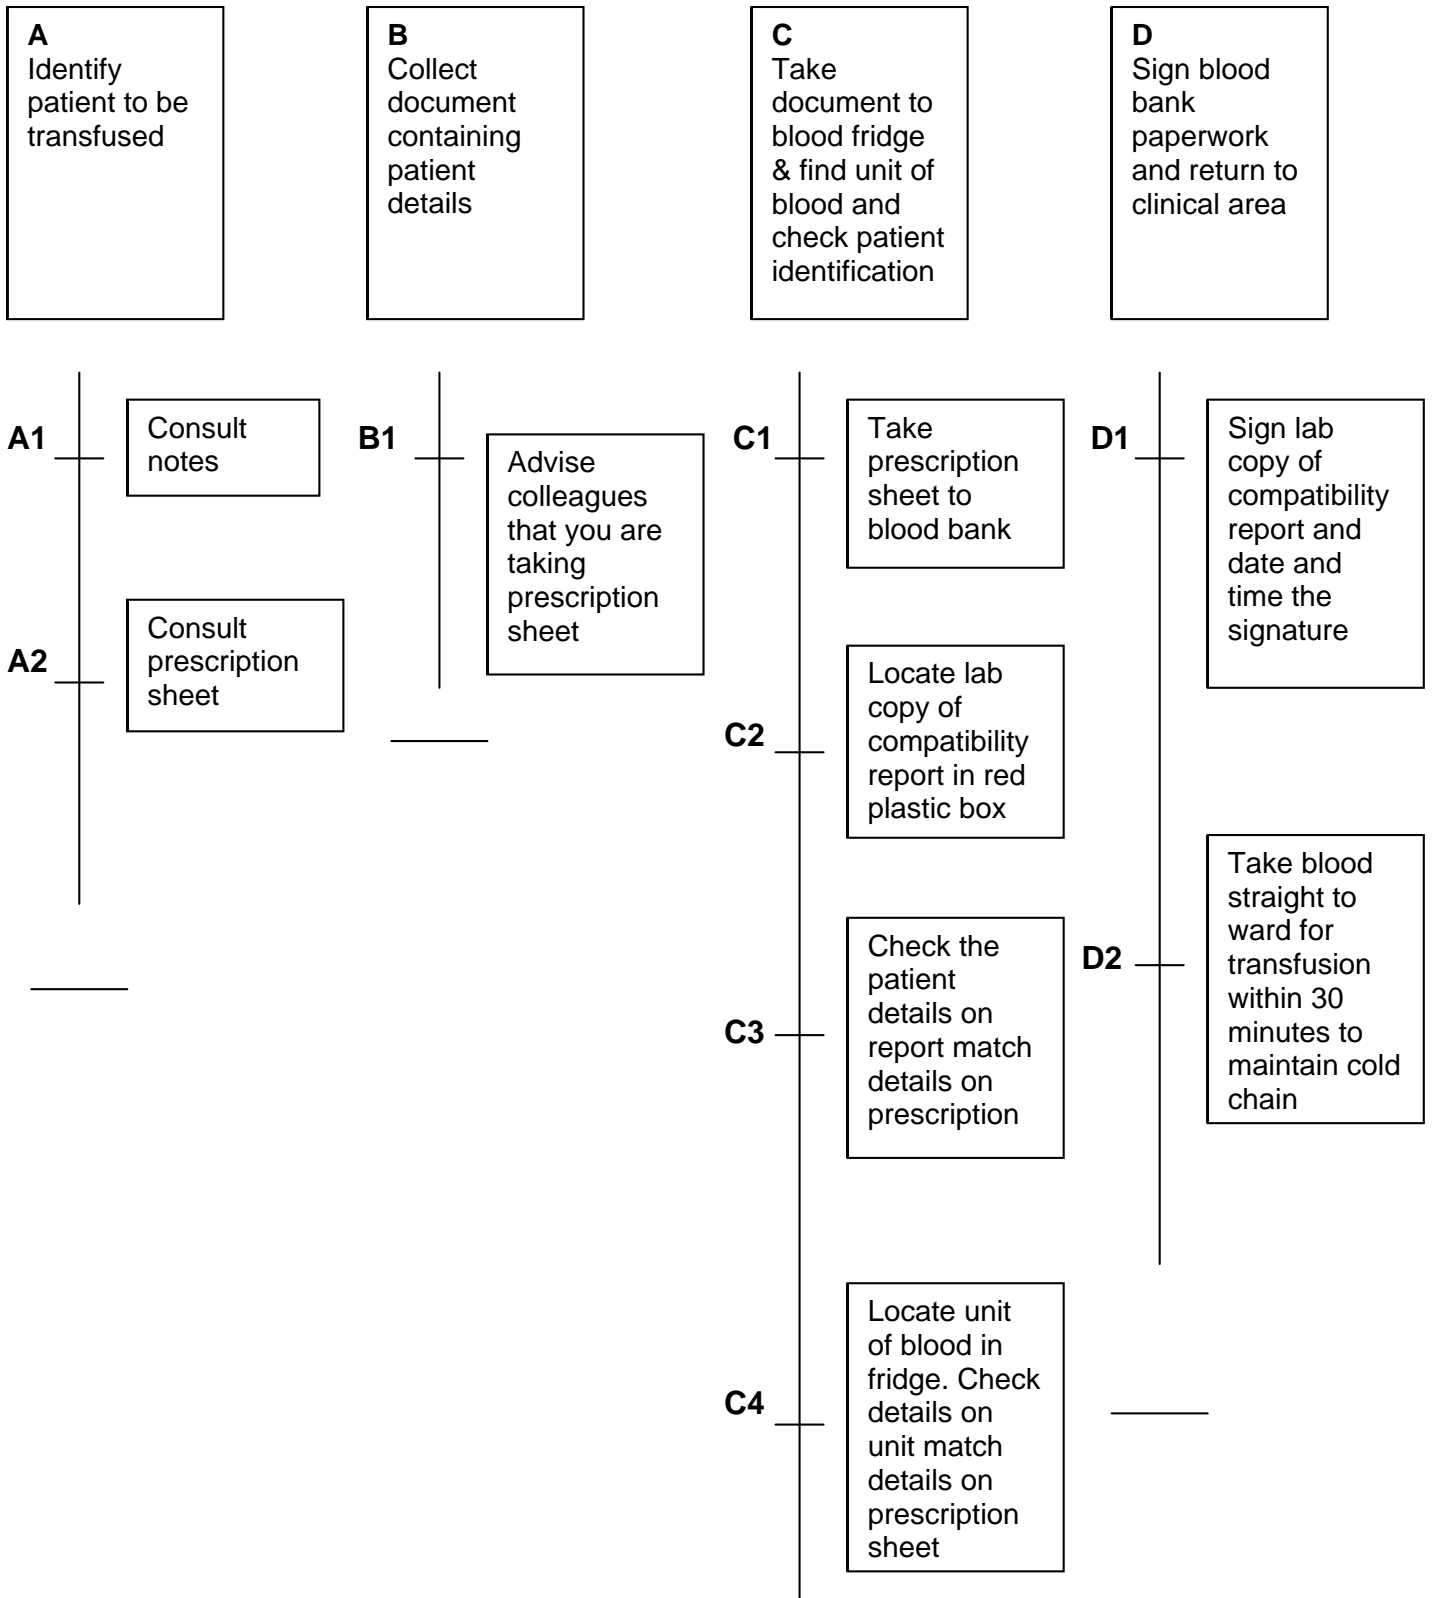 A
Identify
patient to be
transfused
B
Collect
document
containing
patient
details
C
Take
document to
blood fridge
& find unit of
blood and
check patient
identification
D
Sign blood
bank
paperwork
and return to
clinical area
A1
Consult
notes
A2
Consult
prescription
sheet
B1
Advise
colleagues
that you are
taking
prescription
sheet
C1
Take
prescription
sheet to
blood bank
C2
Locate lab
copy of
compatibility
report in red
plastic box
C3
Check the
patient
details on
report match
details on
prescription
C4
Locate unit
of blood in
fridge. Check
details on
unit match
details on
prescription
sheet
D1
Sign lab
copy of
compatibility
report and
date and
time the
signature
D2
Take blood
straight to
ward for
transfusion
within 30
minutes to
maintain cold
chain